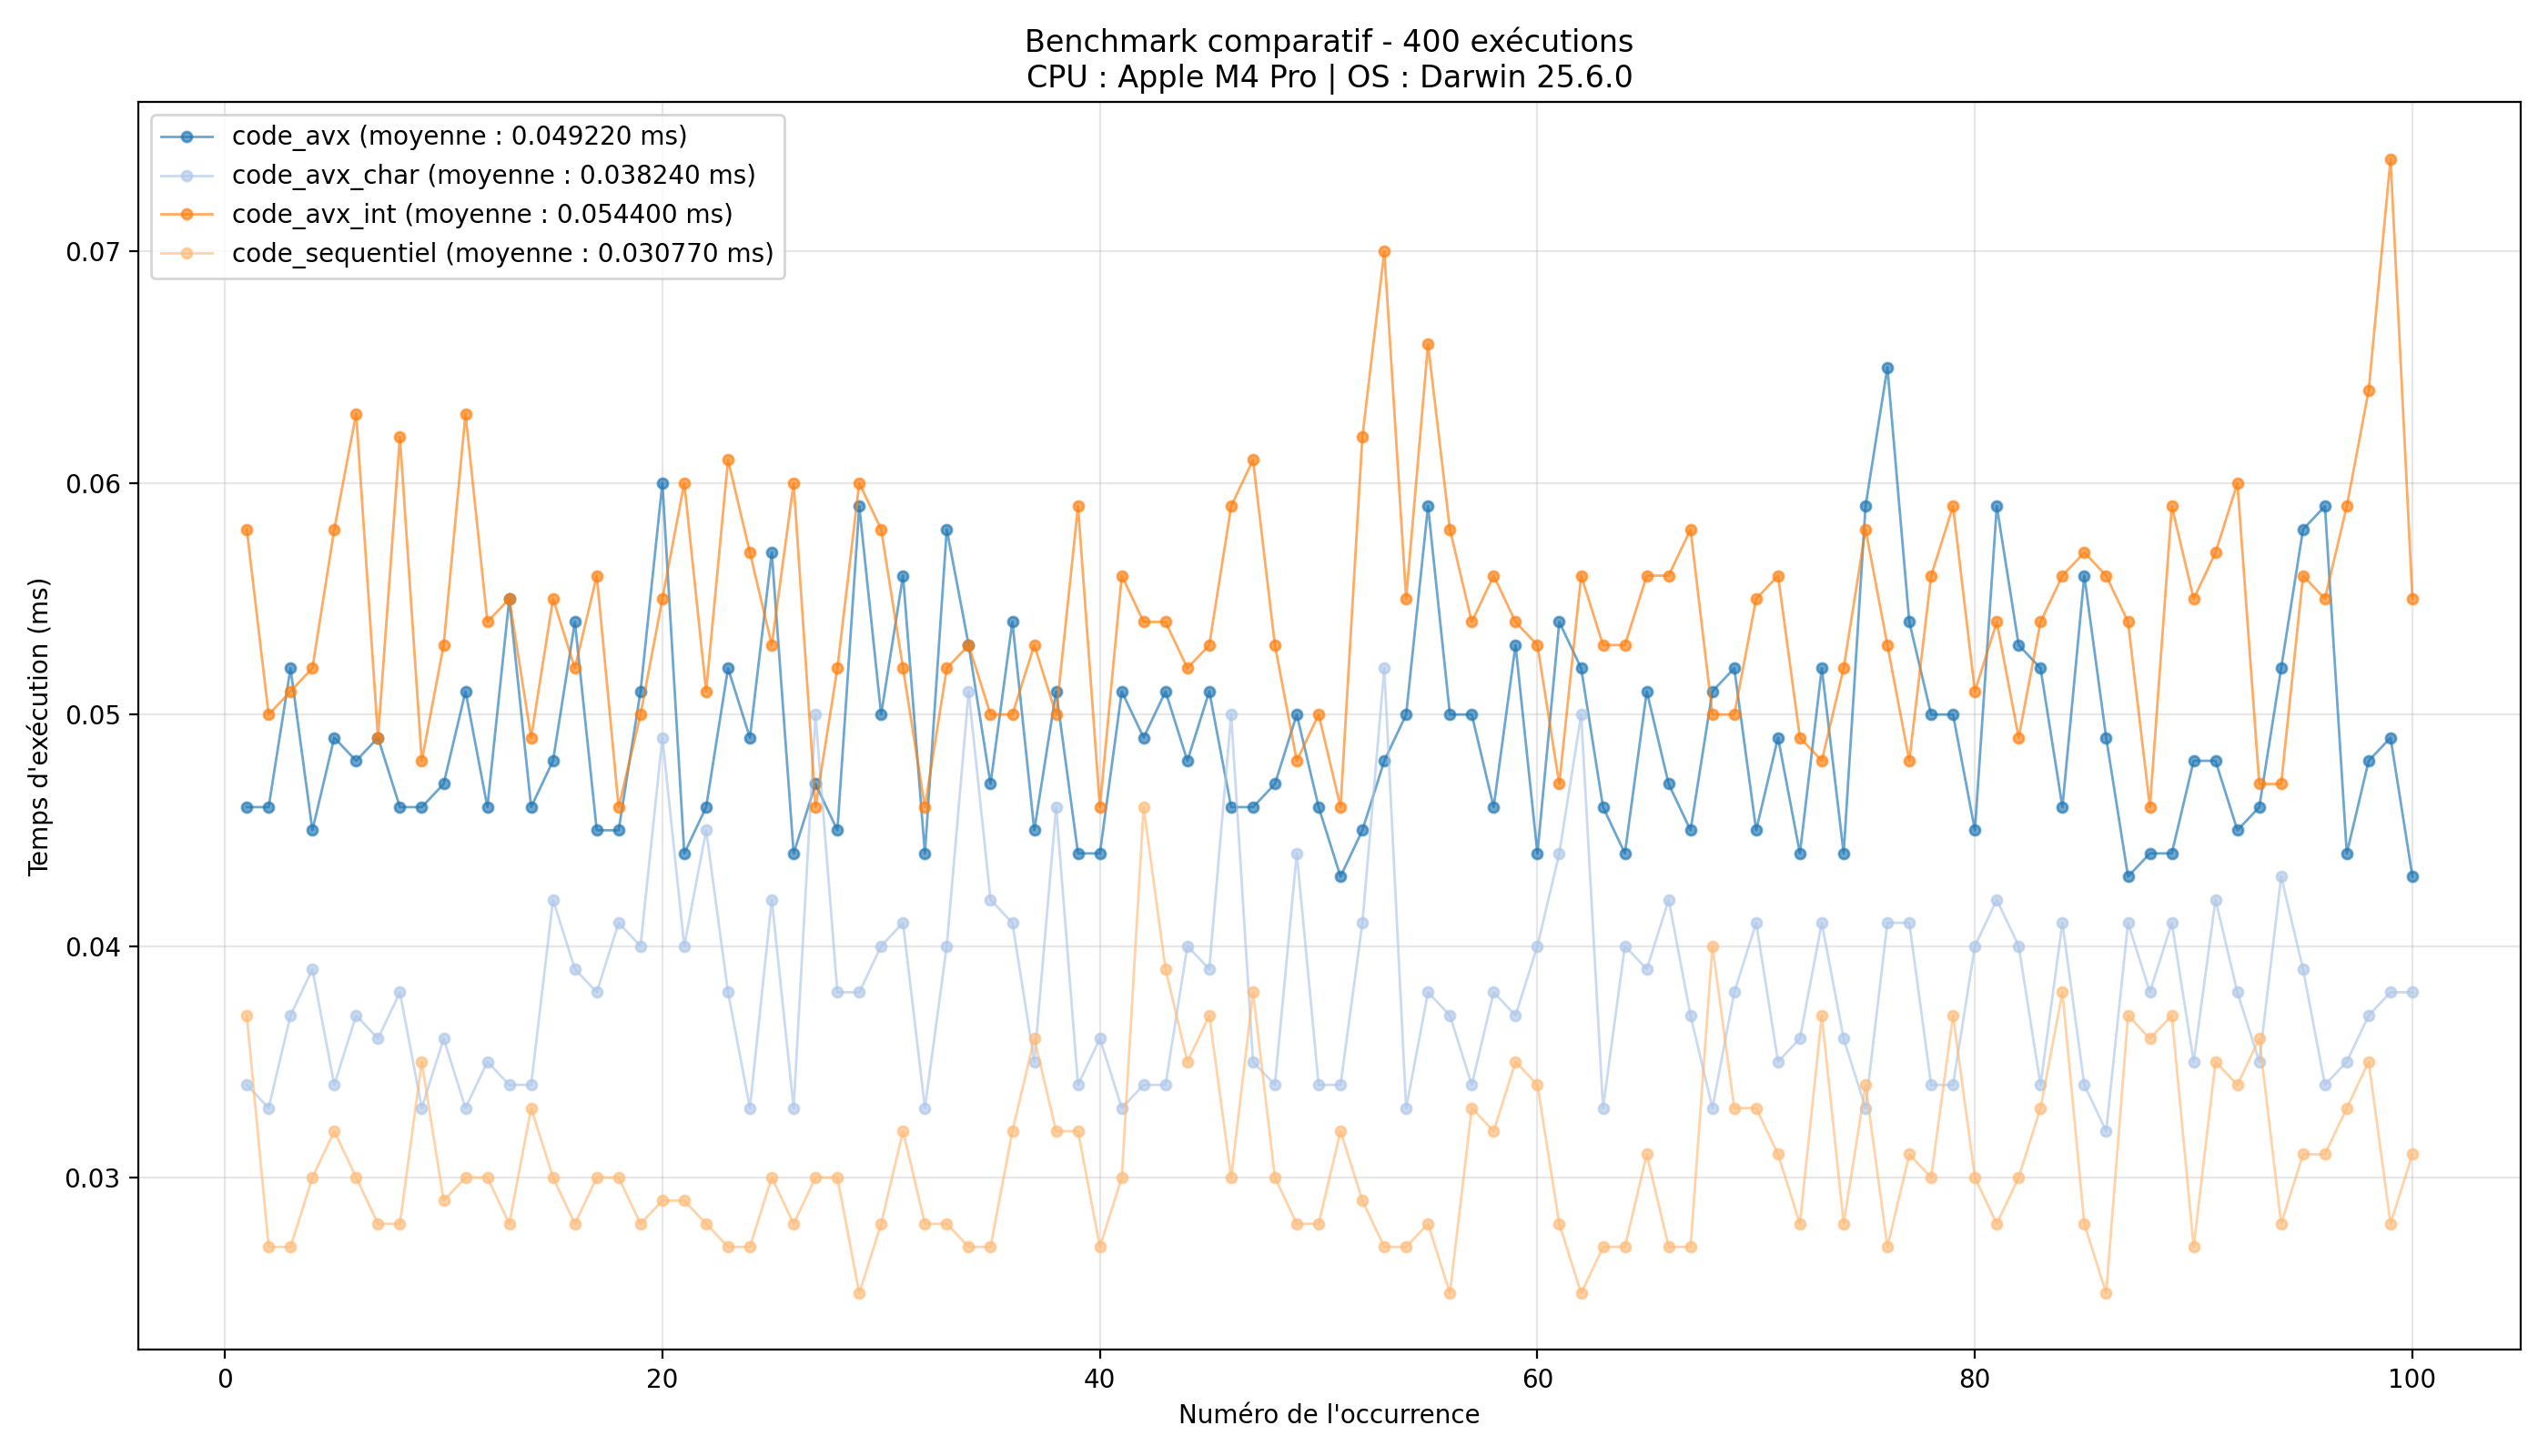 Benchmark comparatif - 400 exécutions
CPU : Apple M4 Pro | OS : Darwin 25.6.0
code_avx (moyenne : 0.049220 ms)
code_avx_char (moyenne : 0.038240 ms)
code_avx_int (moyenne : 0.054400 ms)
code_sequentiel (moyenne : 0.030770 ms)
0.07
0.06
0.05
0.04
0.03
Temps d'exécution (ms)
0 20 40 60 80 100
Numéro de l'occurrence